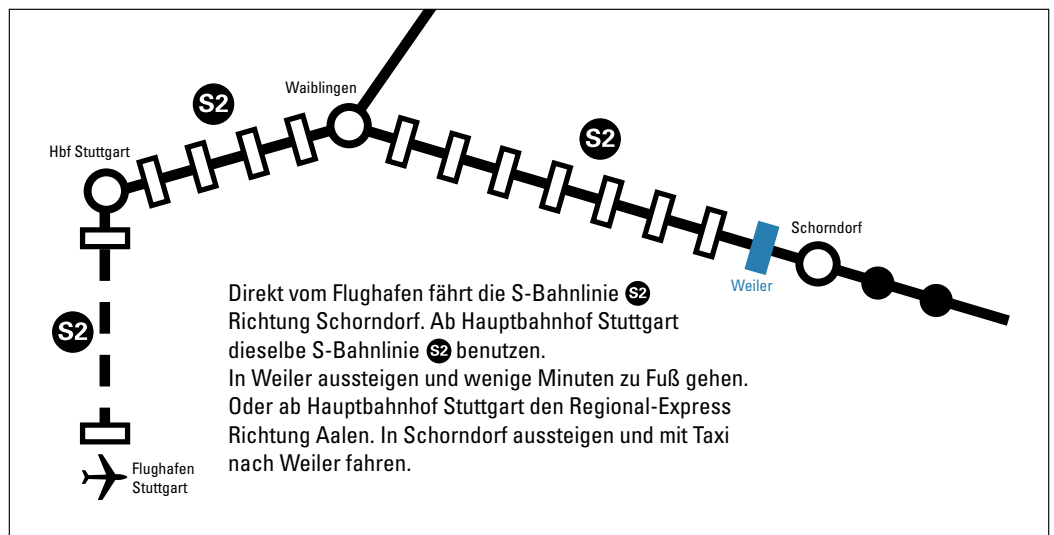 Waiblingen
S2
Hbf Stuttgart
S2
Schorndorf
Weiler
Direkt vom Flughafen fährt die S-Bahnlinie S2
Richtung Schorndorf. Ab Hauptbahnhof Stuttgart
dieselbe S-Bahnlinie S2 benutzen.
In Weiler aussteigen und wenige Minuten zu Fuß gehen.
Oder ab Hauptbahnhof Stuttgart den Regional-Express
Richtung Aalen. In Schorndorf aussteigen und mit Taxi
nach Weiler fahren.
S2
Flughafen
Stuttgart